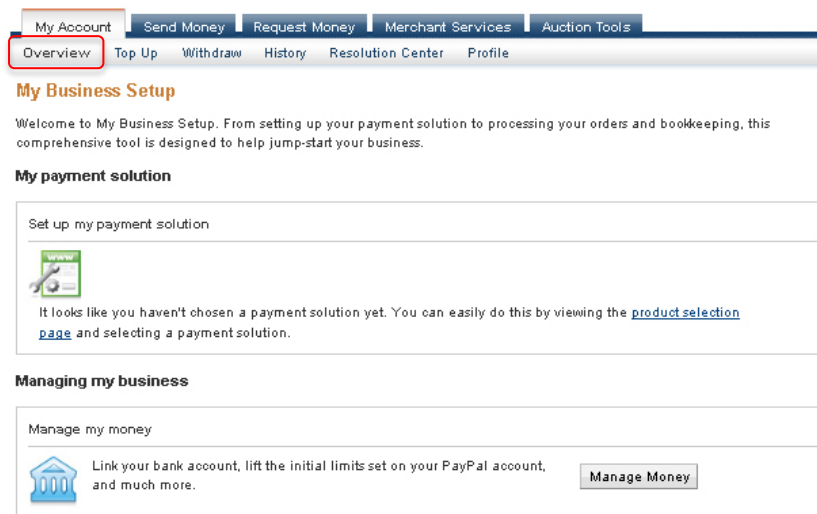 My Account Send Money Request Money Merchant Services Auction Tools
Overview Top Up Withdraw History Resolution Center Profile
My Business Setup
Welcome to My Business Setup. From setting up your payment solution to processing your orders and bookkeeping, this
comprehensive tool is designed to help jump-start your business.
My payment solution
Set up my payment solution
WWW
It looks like you haven't chosen a payment solution yet. You can easily do this by viewing the product selection
page and selecting a payment solution.
Managing my business
Manage my money
Link your bank account, lift the initial limits set on your PayPal account,
and much more.
Manage Money